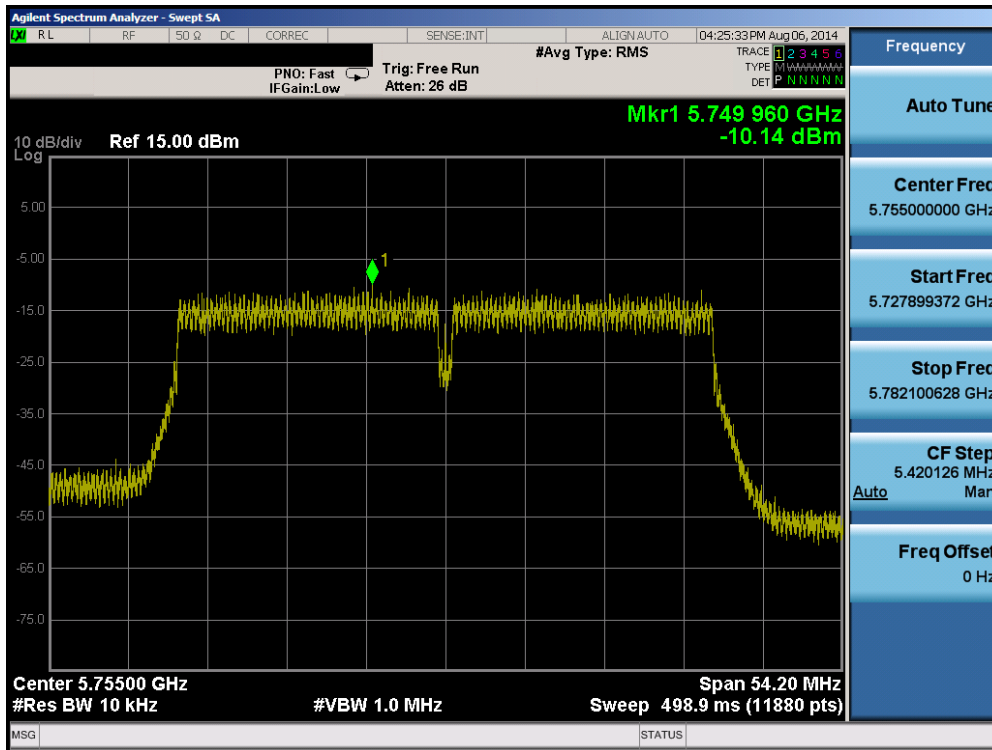 Agilent Spectrum Analyzer - Swept SA
LXI RL RF 50 Ω DC CORREC SENSE:INT ALIGN AUTO 04:25:33 PM Aug 06, 2014
#Avg Type: RMS TRACE 1 2 3 4 5 6
PNO: Fast Trig: Free Run TYPE M W W W W W
IFGain:Low Atten: 26 dB DET P N N N N N
Mkr1 5.749 960 GHz
-10.14 dBm
10 dB/div Ref 15.00 dBm
Log
5.00
-5.00
1
-15.0
-25.0
-35.0
-45.0
-55.0
-65.0
-75.0
Center 5.75500 GHz Span 54.20 MHz
#Res BW 10 kHz #VBW 1.0 MHz Sweep 498.9 ms (11880 pts)
MSG STATUS
Frequency
Auto Tune
Center Freq
5.755000000 GHz
Start Freq
5.727899372 GHz
Stop Freq
5.782100628 GHz
CF Step
5.420126 MHz
Auto Man
Freq Offset
0 Hz